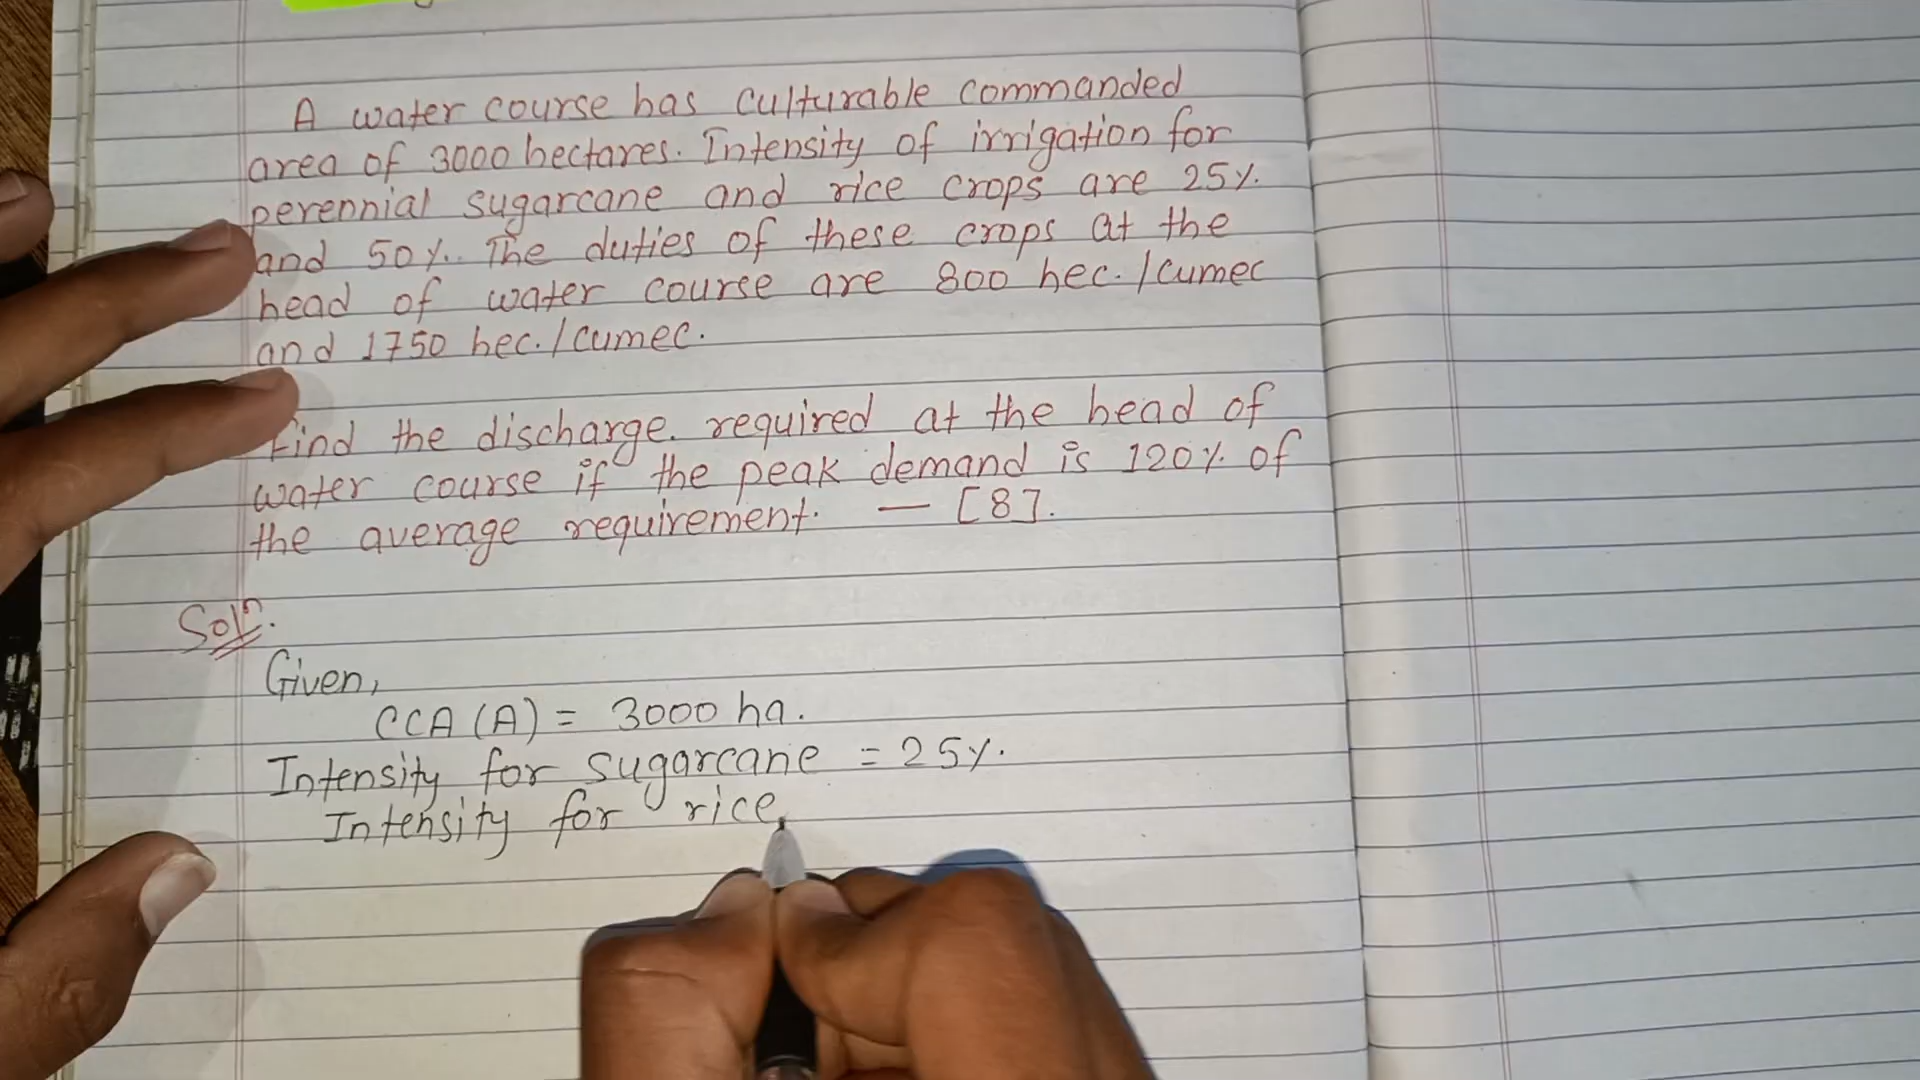 A water course has culturable commanded
area of 3000 hectares. Intensity of irrigation for
perennial sugarcane and rice crops are 25%.
and 50%. The duties of these crops at the
head of water course are 800 hec./cumec
and 1750 hec./cumec.
Find the discharge. required at the head of
water course if the peak demand is 120% of
the average requirement. — [8].
Solⁿ.
Given,
CCA (A) = 3000 ha.
Intensity for sugarcane = 25%.
Intensity for rice